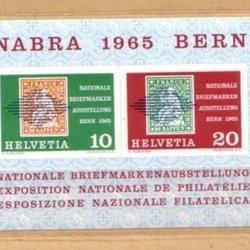 NABRA 1965 BERN
NATIONALE
BRIEFMARKEN
AUSSTELLUNG
BERN 1965
FRANCO
HELVETIA 10
NATIONALE
BRIEFMARKEN
AUSSTELLUNG
BERN 1965
FRANCO
HELVETIA 20
NATIONALE BRIEFMARKENAUSSTELLUNG
EXPOSITION NATIONALE DE PHILATÉLIE
ESPOSIZIONE NAZIONALE FILATELICA